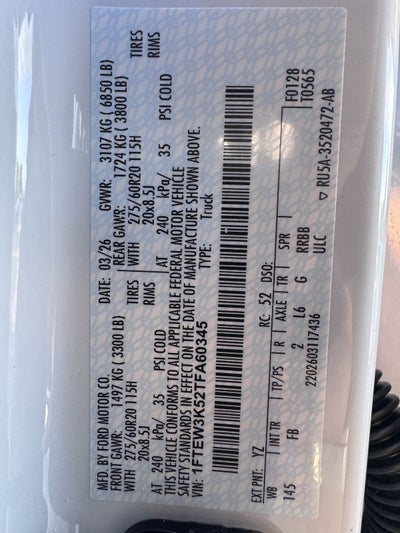 MFD. BY FORD MOTOR CO.
DATE: 03/26 GVWR: 3107 KG ( 6850 LB)
FRONT GAWR: 1497 KG ( 3300 LB) REAR GAWR: 1724 KG ( 3800 LB)
WITH 275/60R20 115H TIRES WITH 275/60R20 115H TIRES
20x8.5J RIMS 20x8.5J RIMS
AT 240 kPa/ 35 PSI COLD AT 240 kPa/ 35 PSI COLD
THIS VEHICLE CONFORMS TO ALL APPLICABLE FEDERAL MOTOR VEHICLE
SAFETY STANDARDS IN EFFECT ON THE DATE OF MANUFACTURE SHOWN ABOVE.
VIN: 1FTEW3K52TFA60345 TYPE: Truck
F0128
T0565
EXT PNT: YZ RC: 52 DSO:
WB INT TR TP/PS R AXLE TR SPR
145 FB 2 L6 G RRBB
2202603117436 ULC ▽ RU5A-3520472-AB